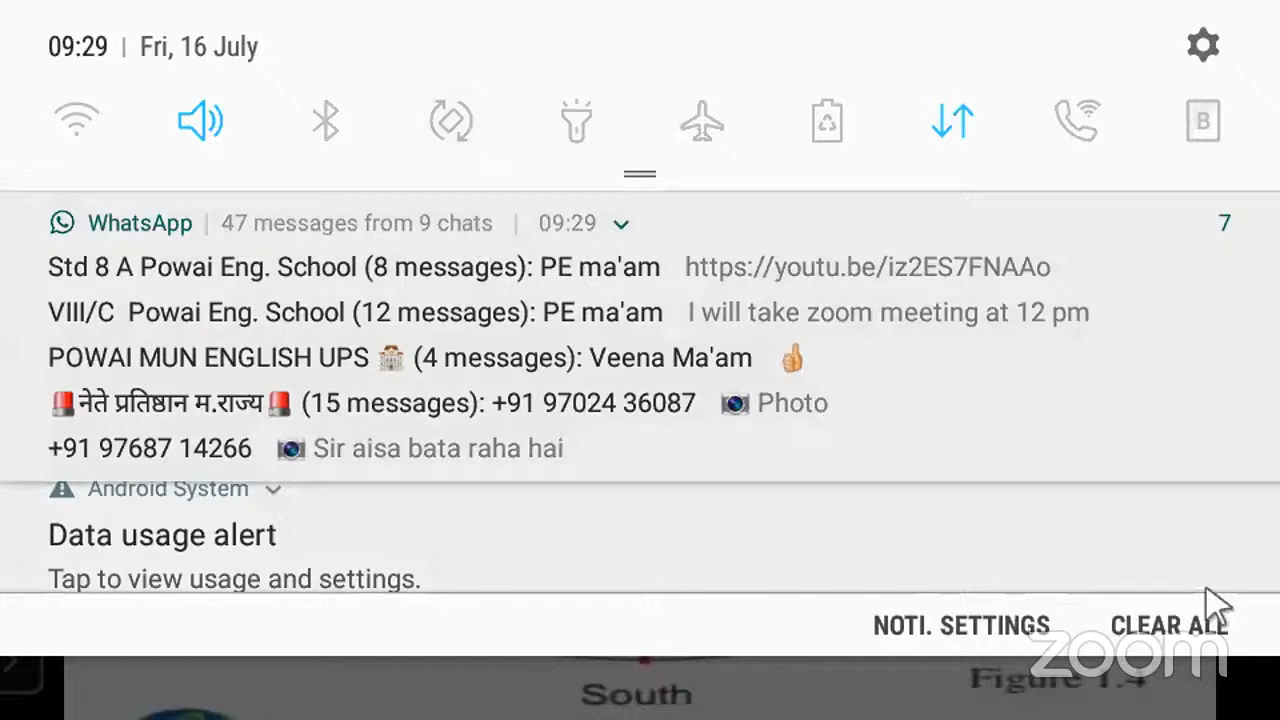 09:29 | Fri, 16 July
B
WhatsApp | 47 messages from 9 chats | 09:29
7
Std 8 A Powai Eng. School (8 messages): PE ma'am https://youtu.be/iz2ES7FNAAo
VIII/C Powai Eng. School (12 messages): PE ma'am I will take zoom meeting at 12 pm
POWAI MUN ENGLISH UPS 🏫 (4 messages): Veena Ma'am 👍
🚨नेते प्रतिष्ठान म.राज्य🚨 (15 messages): +91 97024 36087 📷 Photo
+91 97687 14266 📷 Sir aisa bata raha hai
Android System
Data usage alert
Tap to view usage and settings.
NOTI. SETTINGS CLEAR ALL
zoom
South
Figure 1.4